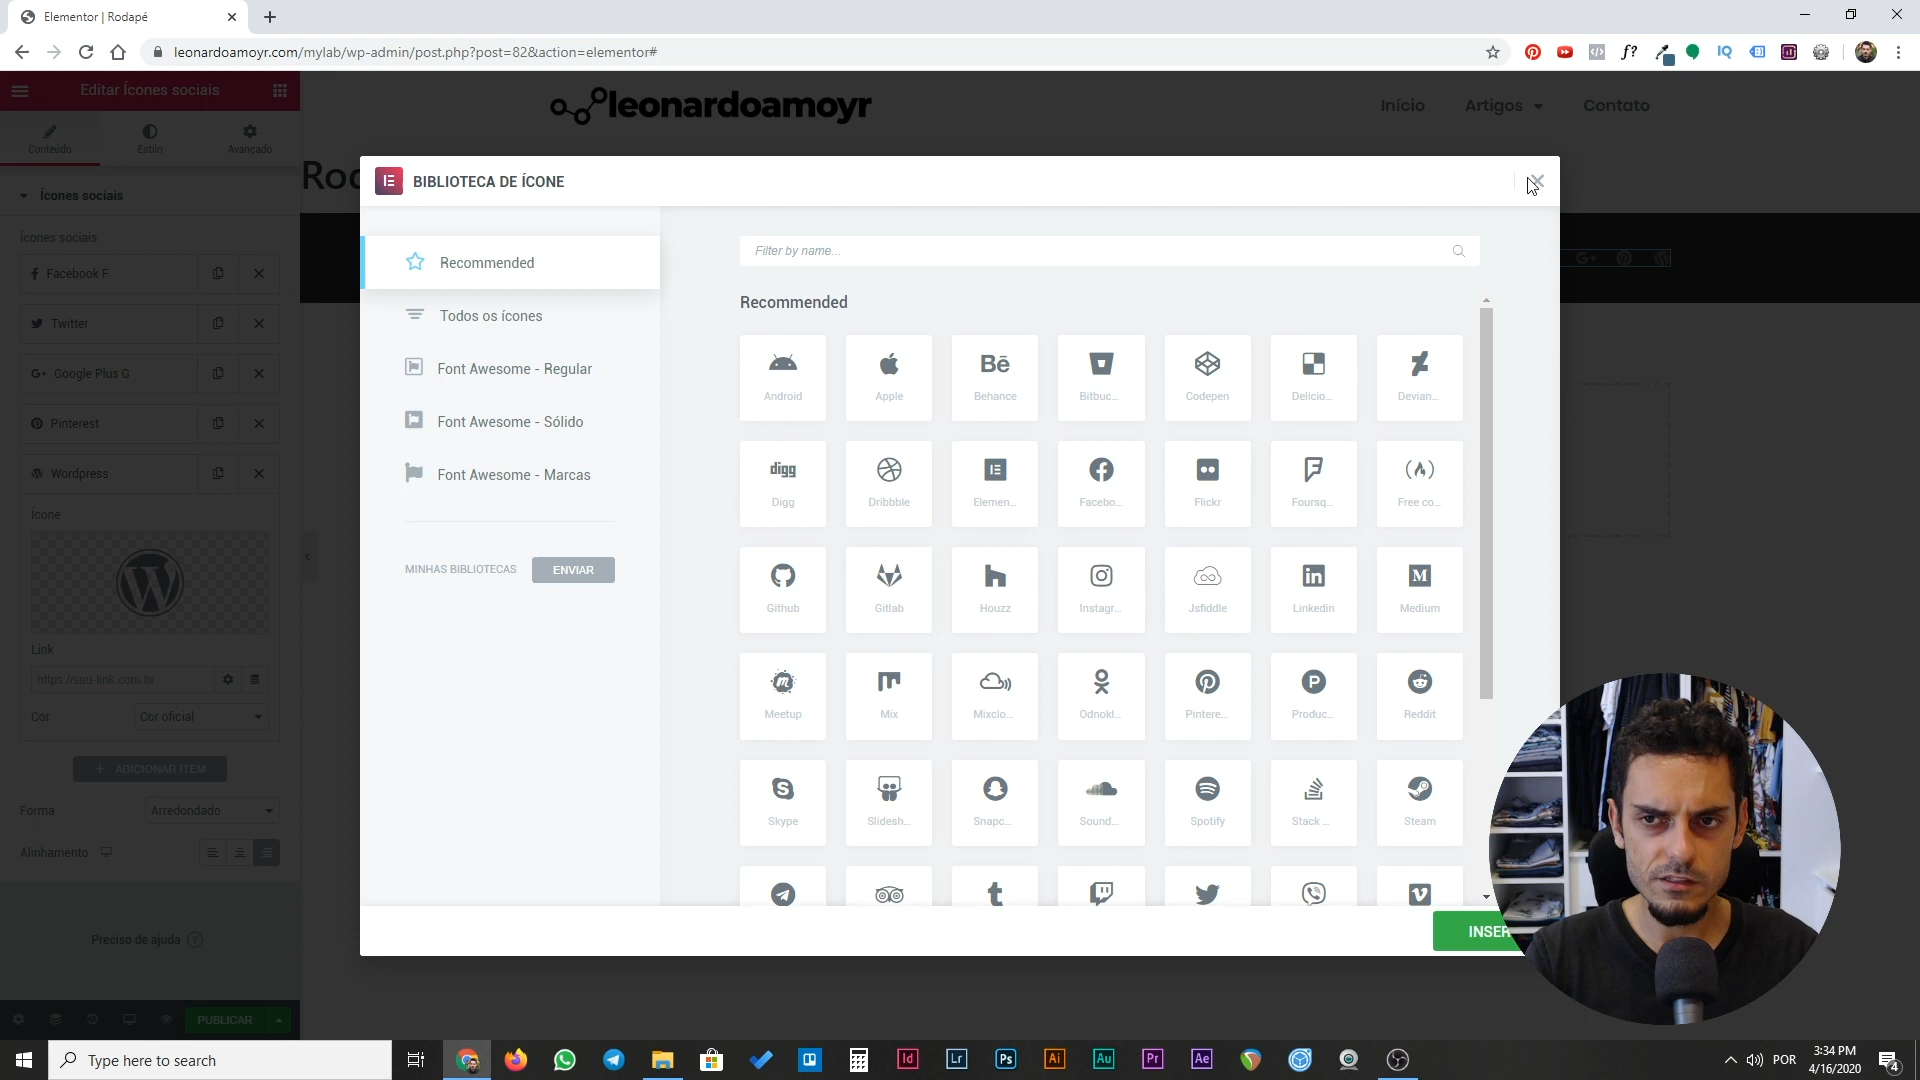 Elementor | Rodapé
leonardoamoyr.com/mylab/wp-admin/post.php?post=82&action=elementor#
Editar Ícones sociais
Conteúdo
Estilo
Avançado
Ícones sociais
Ícones sociais
Facebook F
Twitter
Google Plus G
Pinterest
Wordpress
Ícone
Link
https://seu-link.com.br
Cor
Cor oficial
ADICIONAR ITEM
Forma
Arredondado
Alinhamento
Preciso de ajuda
PUBLICAR
leonardoamoyr
Início
Artigos
Contato
BIBLIOTECA DE ÍCONE
Recommended
Todos os ícones
Font Awesome - Regular
Font Awesome - Sólido
Font Awesome - Marcas
MINHAS BIBLIOTECAS
ENVIAR
Filter by name...
Recommended
Android
Apple
Behance
Bitbuc...
Codepen
Delicio...
Devian...
Digg
Dribbble
Elemen...
Facebo...
Flickr
Foursq...
Free co...
Github
Gitlab
Houzz
Instagr...
Jsfiddle
Linkedin
Medium
Meetup
Mix
Mixclo...
Odnokl...
Pintere...
Produc...
Reddit
Skype
Slidesh...
Snapc...
Sound...
Spotify
Stack ...
Steam
Type here to search
POR
3:34 PM
4/16/2020
4